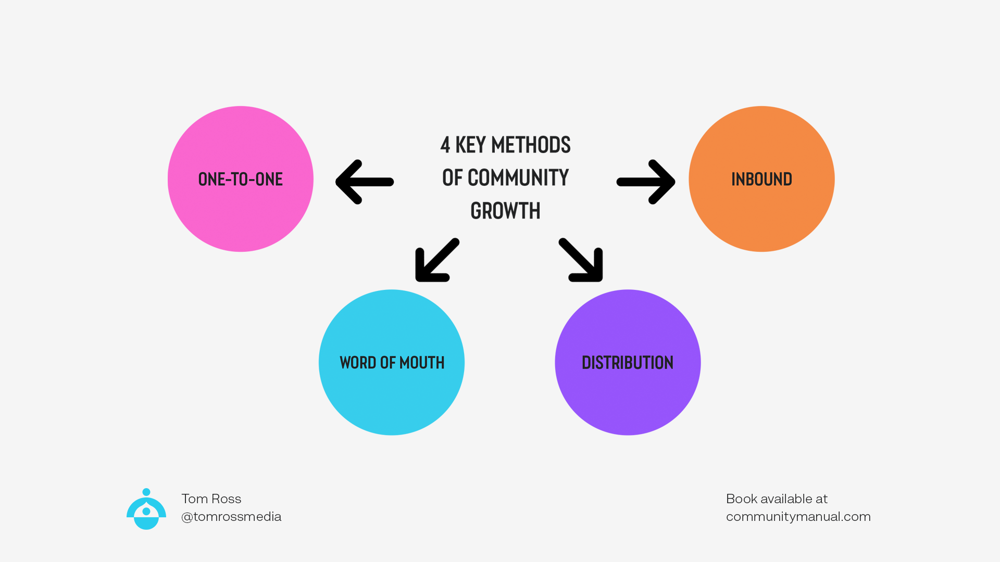 4 KEY METHODS
OF COMMUNITY
GROWTH
ONE-TO-ONE
INBOUND
WORD OF MOUTH
DISTRIBUTION
Tom Ross
@tomrossmedia
Book available at
communitymanual.com